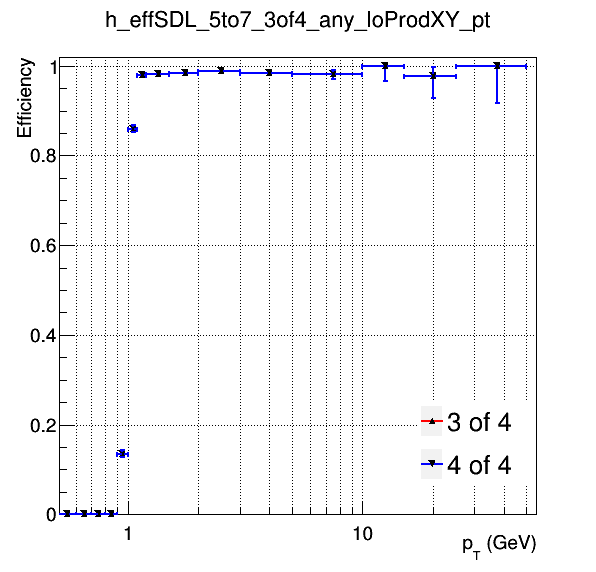 h_effSDL_5to7_3of4_any_loProdXY_pt
Efficiency
1
0.8
0.6
0.4
0.2
0
3 of 4
4 of 4
1
10
p_T (GeV)